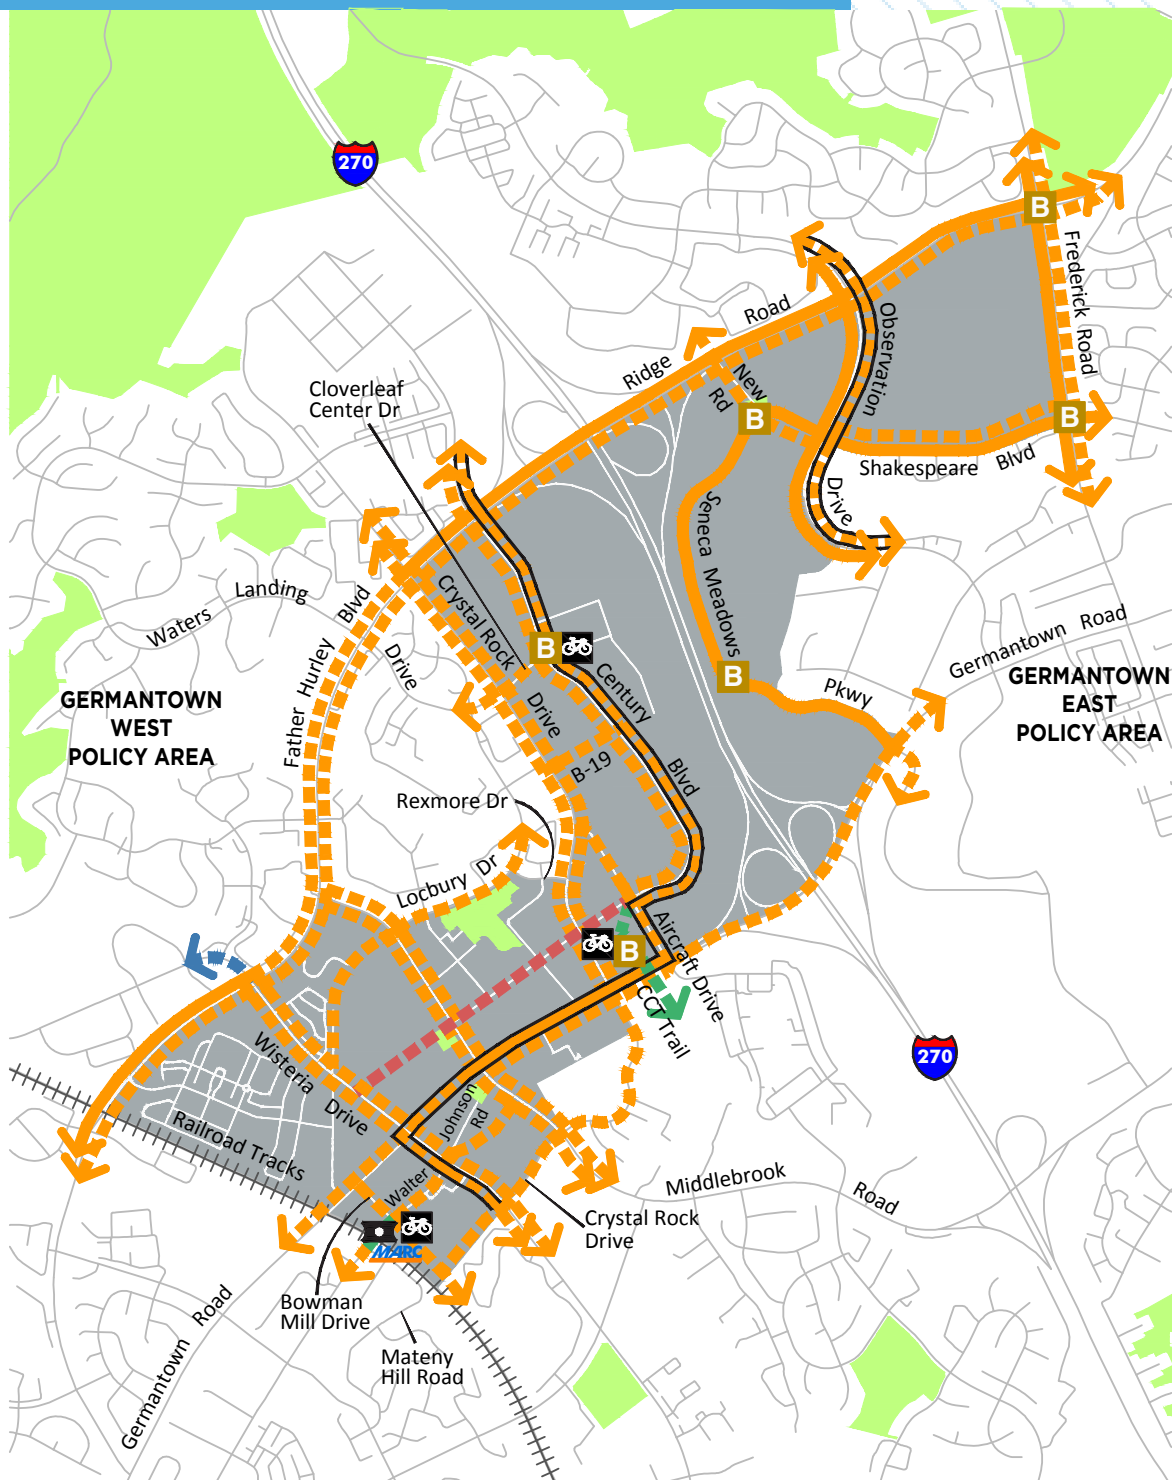 270
B
Frederick Road
Ridge Road
Observation Drive
New Rd
B
B
Shakespeare Blvd
Cloverleaf
Center Dr
Seneca Meadows Pkwy
Crystal Rock Drive
Waters Landing Drive
Father Hurley Blvd
Germantown Road
GERMANTOWN
WEST
POLICY AREA
GERMANTOWN
EAST
POLICY AREA
B
Century Blvd
B
B-19
Rexmore Dr
Locbury Dr
Aircraft Drive
B
CCT Trail
270
Wisteria Drive
Johnson Rd
Railroad Tracks
Walter
Middlebrook Road
Crystal Rock
Drive
MARC
Bowman
Mill Drive
Mateny
Hill Road
Germantown Road